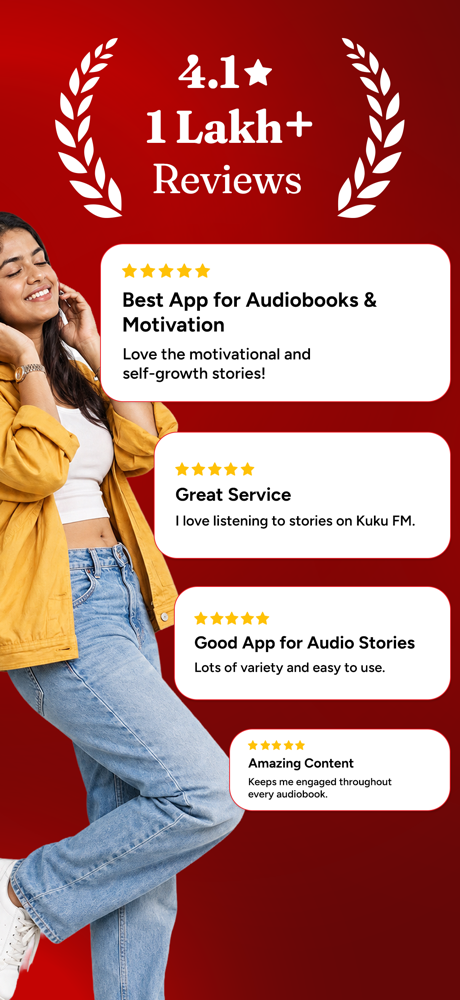 4.1★
1 Lakh+
Reviews
★★★★★
Best App for Audiobooks &
Motivation
Love the motivational and
self-growth stories!
★★★★★
Great Service
I love listening to stories on Kuku FM.
★★★★★
Good App for Audio Stories
Lots of variety and easy to use.
★★★★★
Amazing Content
Keeps me engaged throughout
every audiobook.